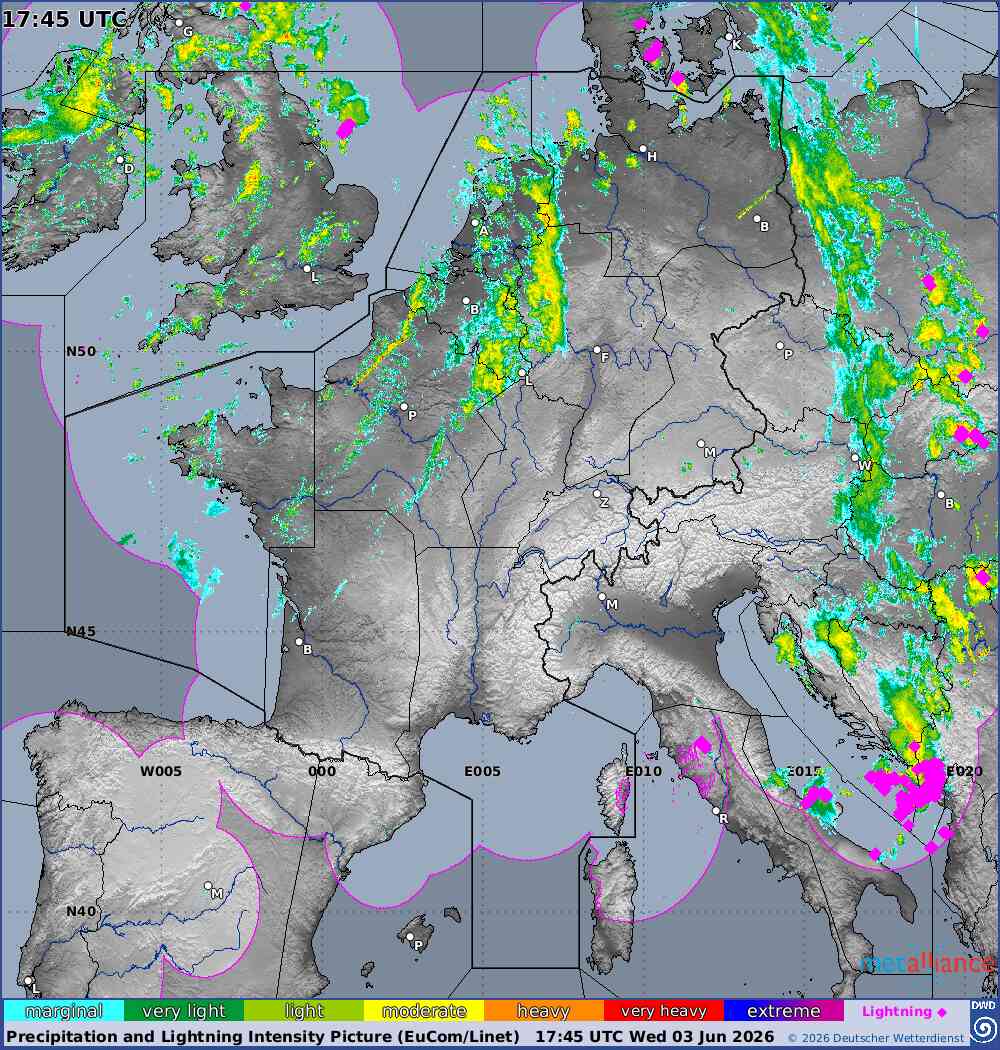 17:45 UTC
G
K
H
D
A
B
L
B
N50
F
P
L
P
M
W
Z
B
M
N45
B
W005
000
E005
E010
E015
E020
R
M
N40
P
metalliance
L
marginal very light light moderate heavy very heavy extreme Lightning
DWD
Precipitation and Lightning Intensity Picture (EuCom/Linet) 17:45 UTC Wed 03 Jun 2026 © 2026 Deutscher Wetterdienst